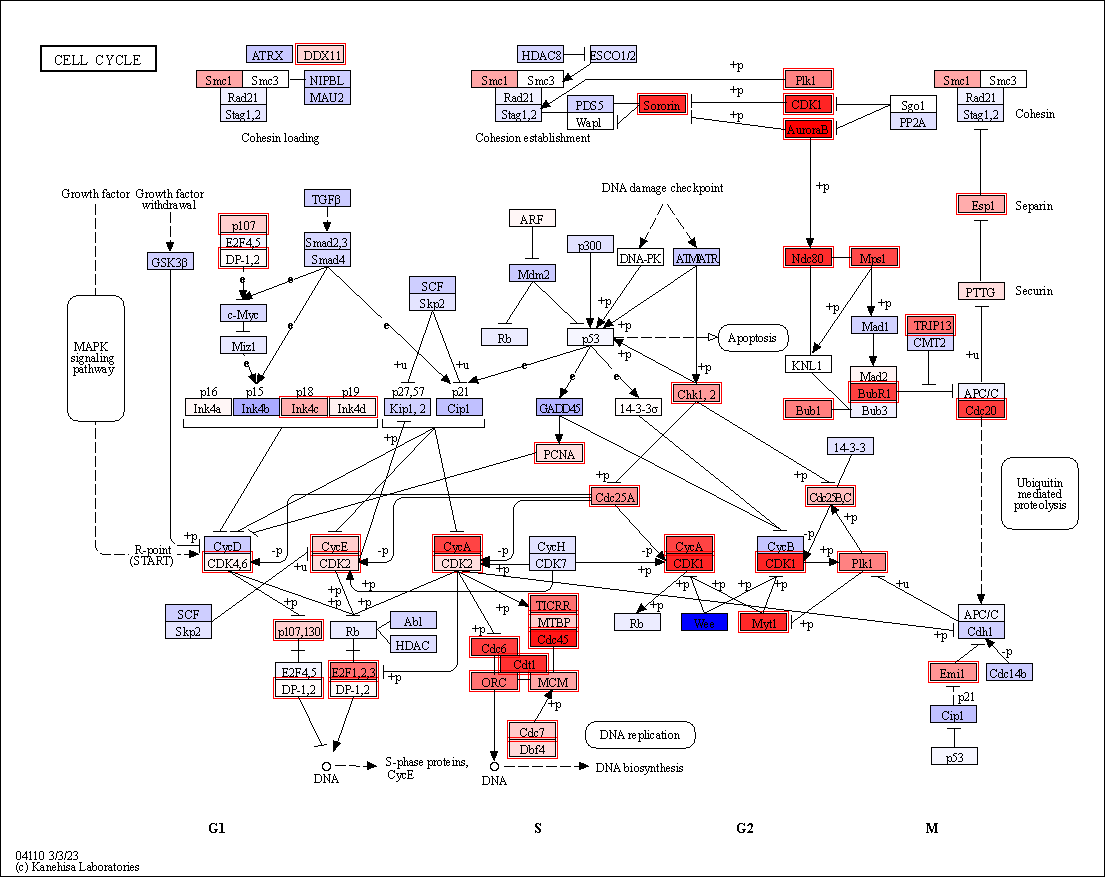 CELL CYCLE
ATRX
DDX11
Smc1
Smc3
NIPBL
Rad21
MAU2
Stag1,2
Cohesin loading
HDAC8
ESCO1/2
Smc1
Smc3
Rad21
Stag1,2
PDS5
Wapl
Cohesion establishment
Sororin
+p
+p
+p
Plk1
CDK1
AuroraB
Sgo1
PP2A
Smc1
Smc3
Rad21
Stag1,2
Cohesin
Growth factor
Growth factor
withdrawal
TGFβ
DNA damage checkpoint
+p
Esp1
Separin
p107
E2F4,5
DP-1,2
GSK3β
Smad2,3
Smad4
ARF
p300
DNA-PK
ATM/ATR
Mdm2
Ndc80
Mps1
e
e
SCF
Skp2
PTTG
Securin
c-Myc
Miz1
e
e
e
Rb
p53
+p
+p
+p
+p
+p
Mad1
TRIP13
CMT2
MAPK
signaling
pathway
Apoptosis
+u
+u
e
e
+p
KNL1
Mad2
BubR1
Bub3
Bub1
+u
APC/C
Cdc20
p16
Ink4a
p15
Ink4b
p18
Ink4c
p19
Ink4d
p27,57
Kip1, 2
p21
Cip1
GADD45
14-3-3σ
Chk1, 2
+p
PCNA
14-3-3
+p
+p
Cdc25A
Cdc25B,C
Ubiquitin
mediated
proteolysis
R-point
(START)
+p
CycD
CDK4,6
-p
CycE
CDK2
-p
CycA
CDK2
-p
+p
CycH
CDK7
+p
-p
CycA
CDK1
CycB
CDK1
-p
+p
+p
Plk1
+u
+u
+p
+p
+p
+p
SCF
Skp2
p107,130
Rb
Abl
HDAC
+p
TICRR
MTBP
Cdc45
+p
Cdc6
Cdt1
ORC
MCM
+p
Rb
+p
Wee
+p
+p
Myt1
+p
+p
APC/C
Cdh1
E2F4,5
DP-1,2
E2F1,2,3
DP-1,2
+p
Emi1
-p
Cdc14b
p21
Cip1
p53
Cdc7
Dbf4
DNA replication
DNA
S-phase proteins,
CycE
DNA
DNA biosynthesis
G1
S
G2
M
04110 3/3/23
(c) Kanehisa Laboratories